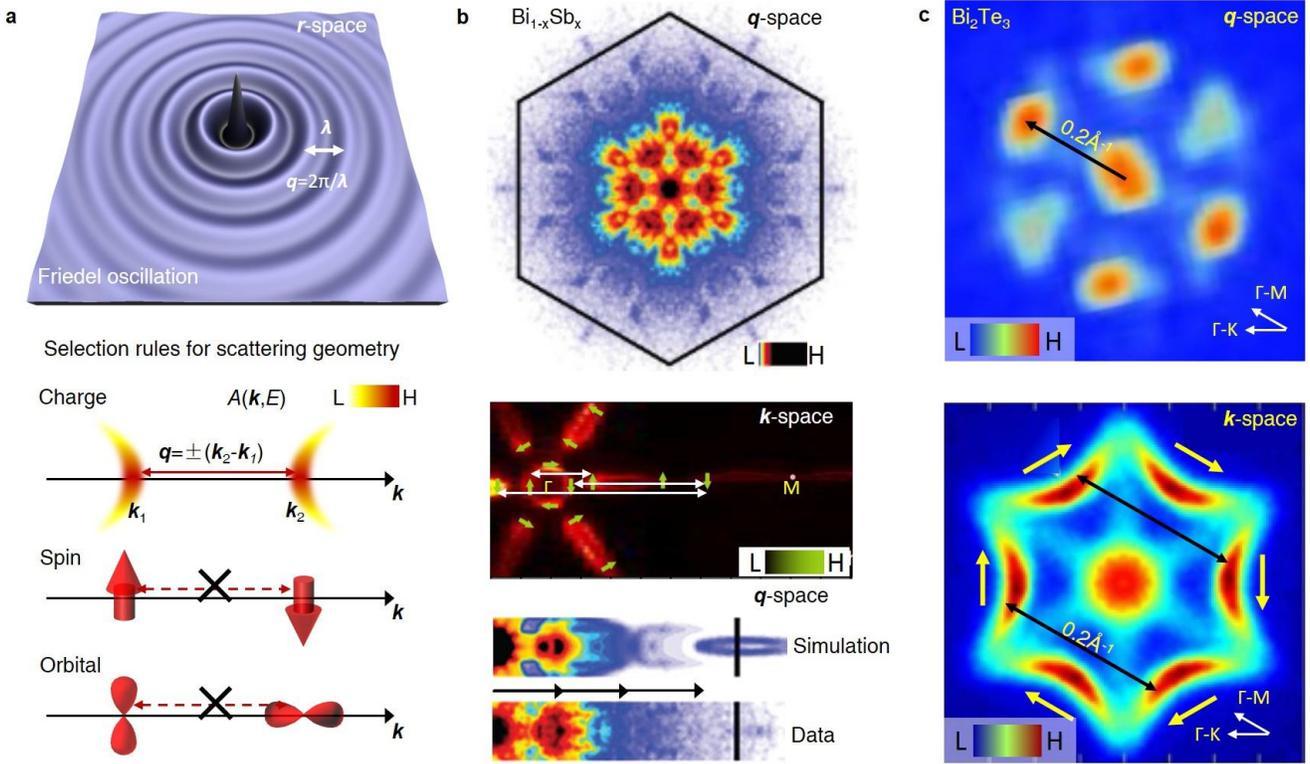 a
r-space
λ
q=2π/λ
Friedel oscillation
Selection rules for scattering geometry
Charge
A(k,E)
L H
q=±(k₂-k₁)
k
k₁
k₂
Spin
k
Orbital
k
b
Bi₁₋ₓSbₓ
q-space
L H
k-space
Γ
M
L H
q-space
Simulation
Data
c
Bi₂Te₃
q-space
0.2Å⁻¹
Γ-M
Γ-K
L H
k-space
0.2Å⁻¹
Γ-M
Γ-K
L H